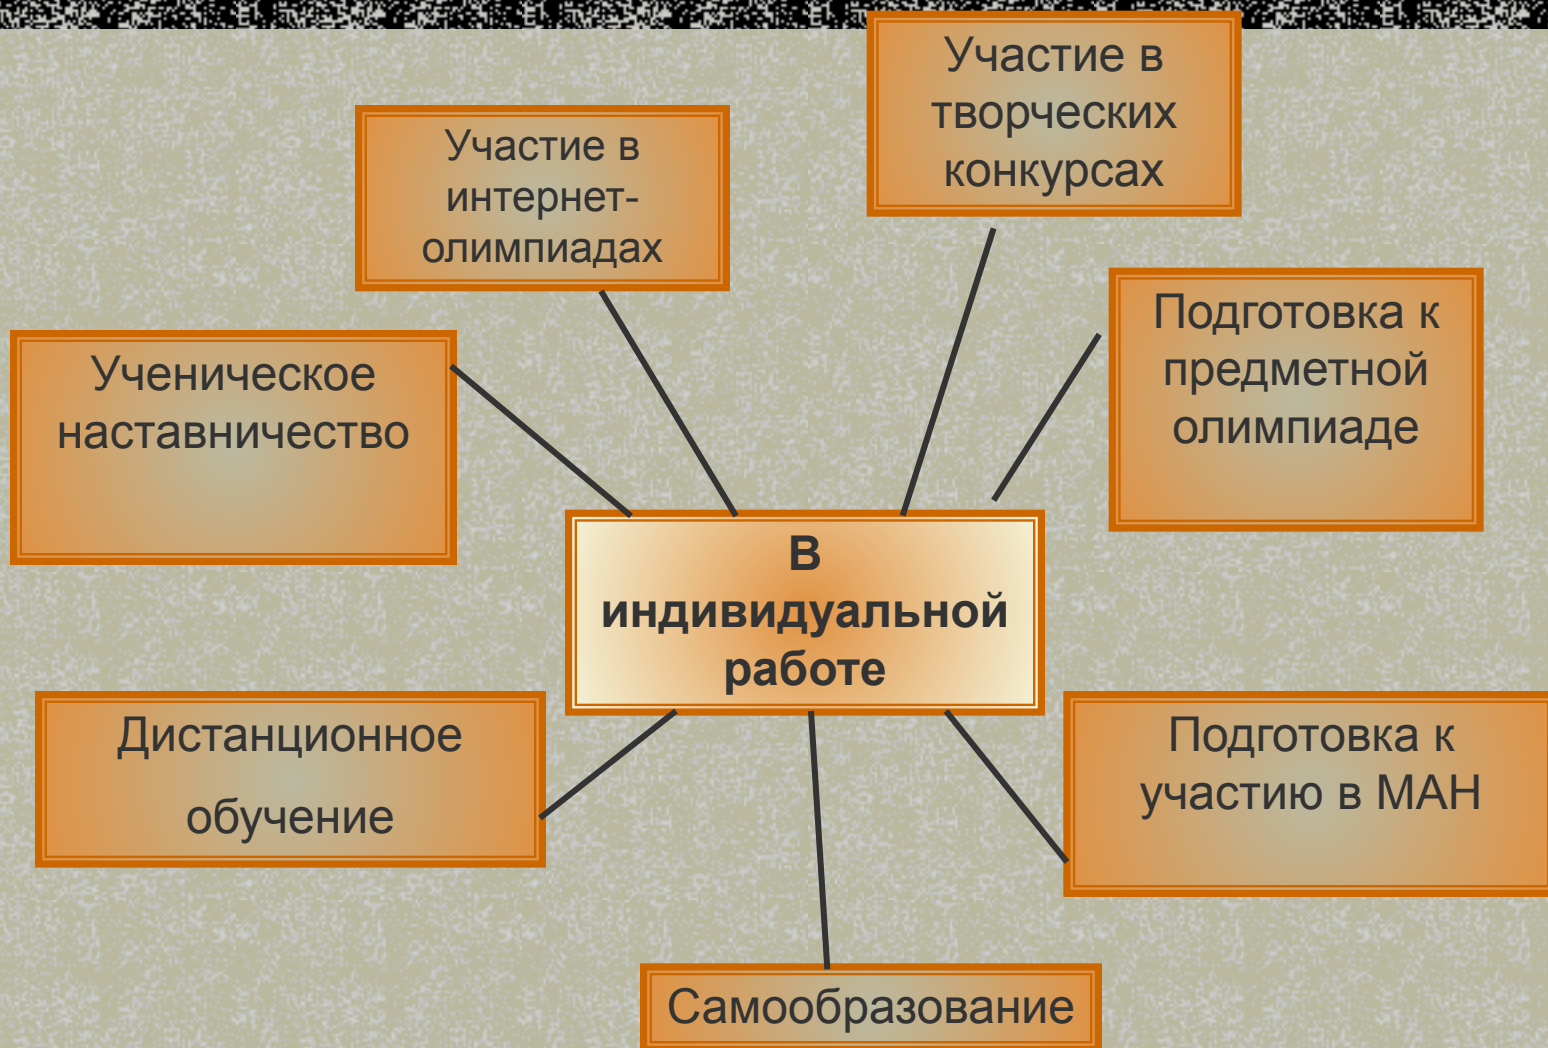 Участие в
творческих
конкурсах
Участие в
интернет-
олимпиадах
Подготовка к
предметной
олимпиаде
Ученическое
наставничество
В
индивидуальной
работе
Дистанционное
обучение
Подготовка к
участию в МАН
Самообразование